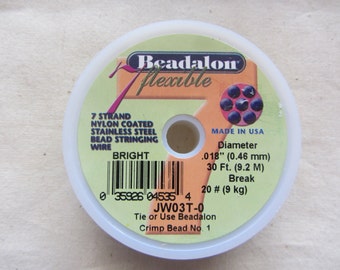 Beadalon
7 flexible
7 STRAND
NYLON COATED
STAINLESS STEEL
BEAD STRINGING
WIRE
MADE IN USA
BRIGHT
Diameter
.018" (0.46 mm)
30 Ft. (9.2 M)
Break
20 # (9 kg)
0 35926 04535 4
JW03T-0
Tie or Use Beadalon
Crimp Bead No. 1